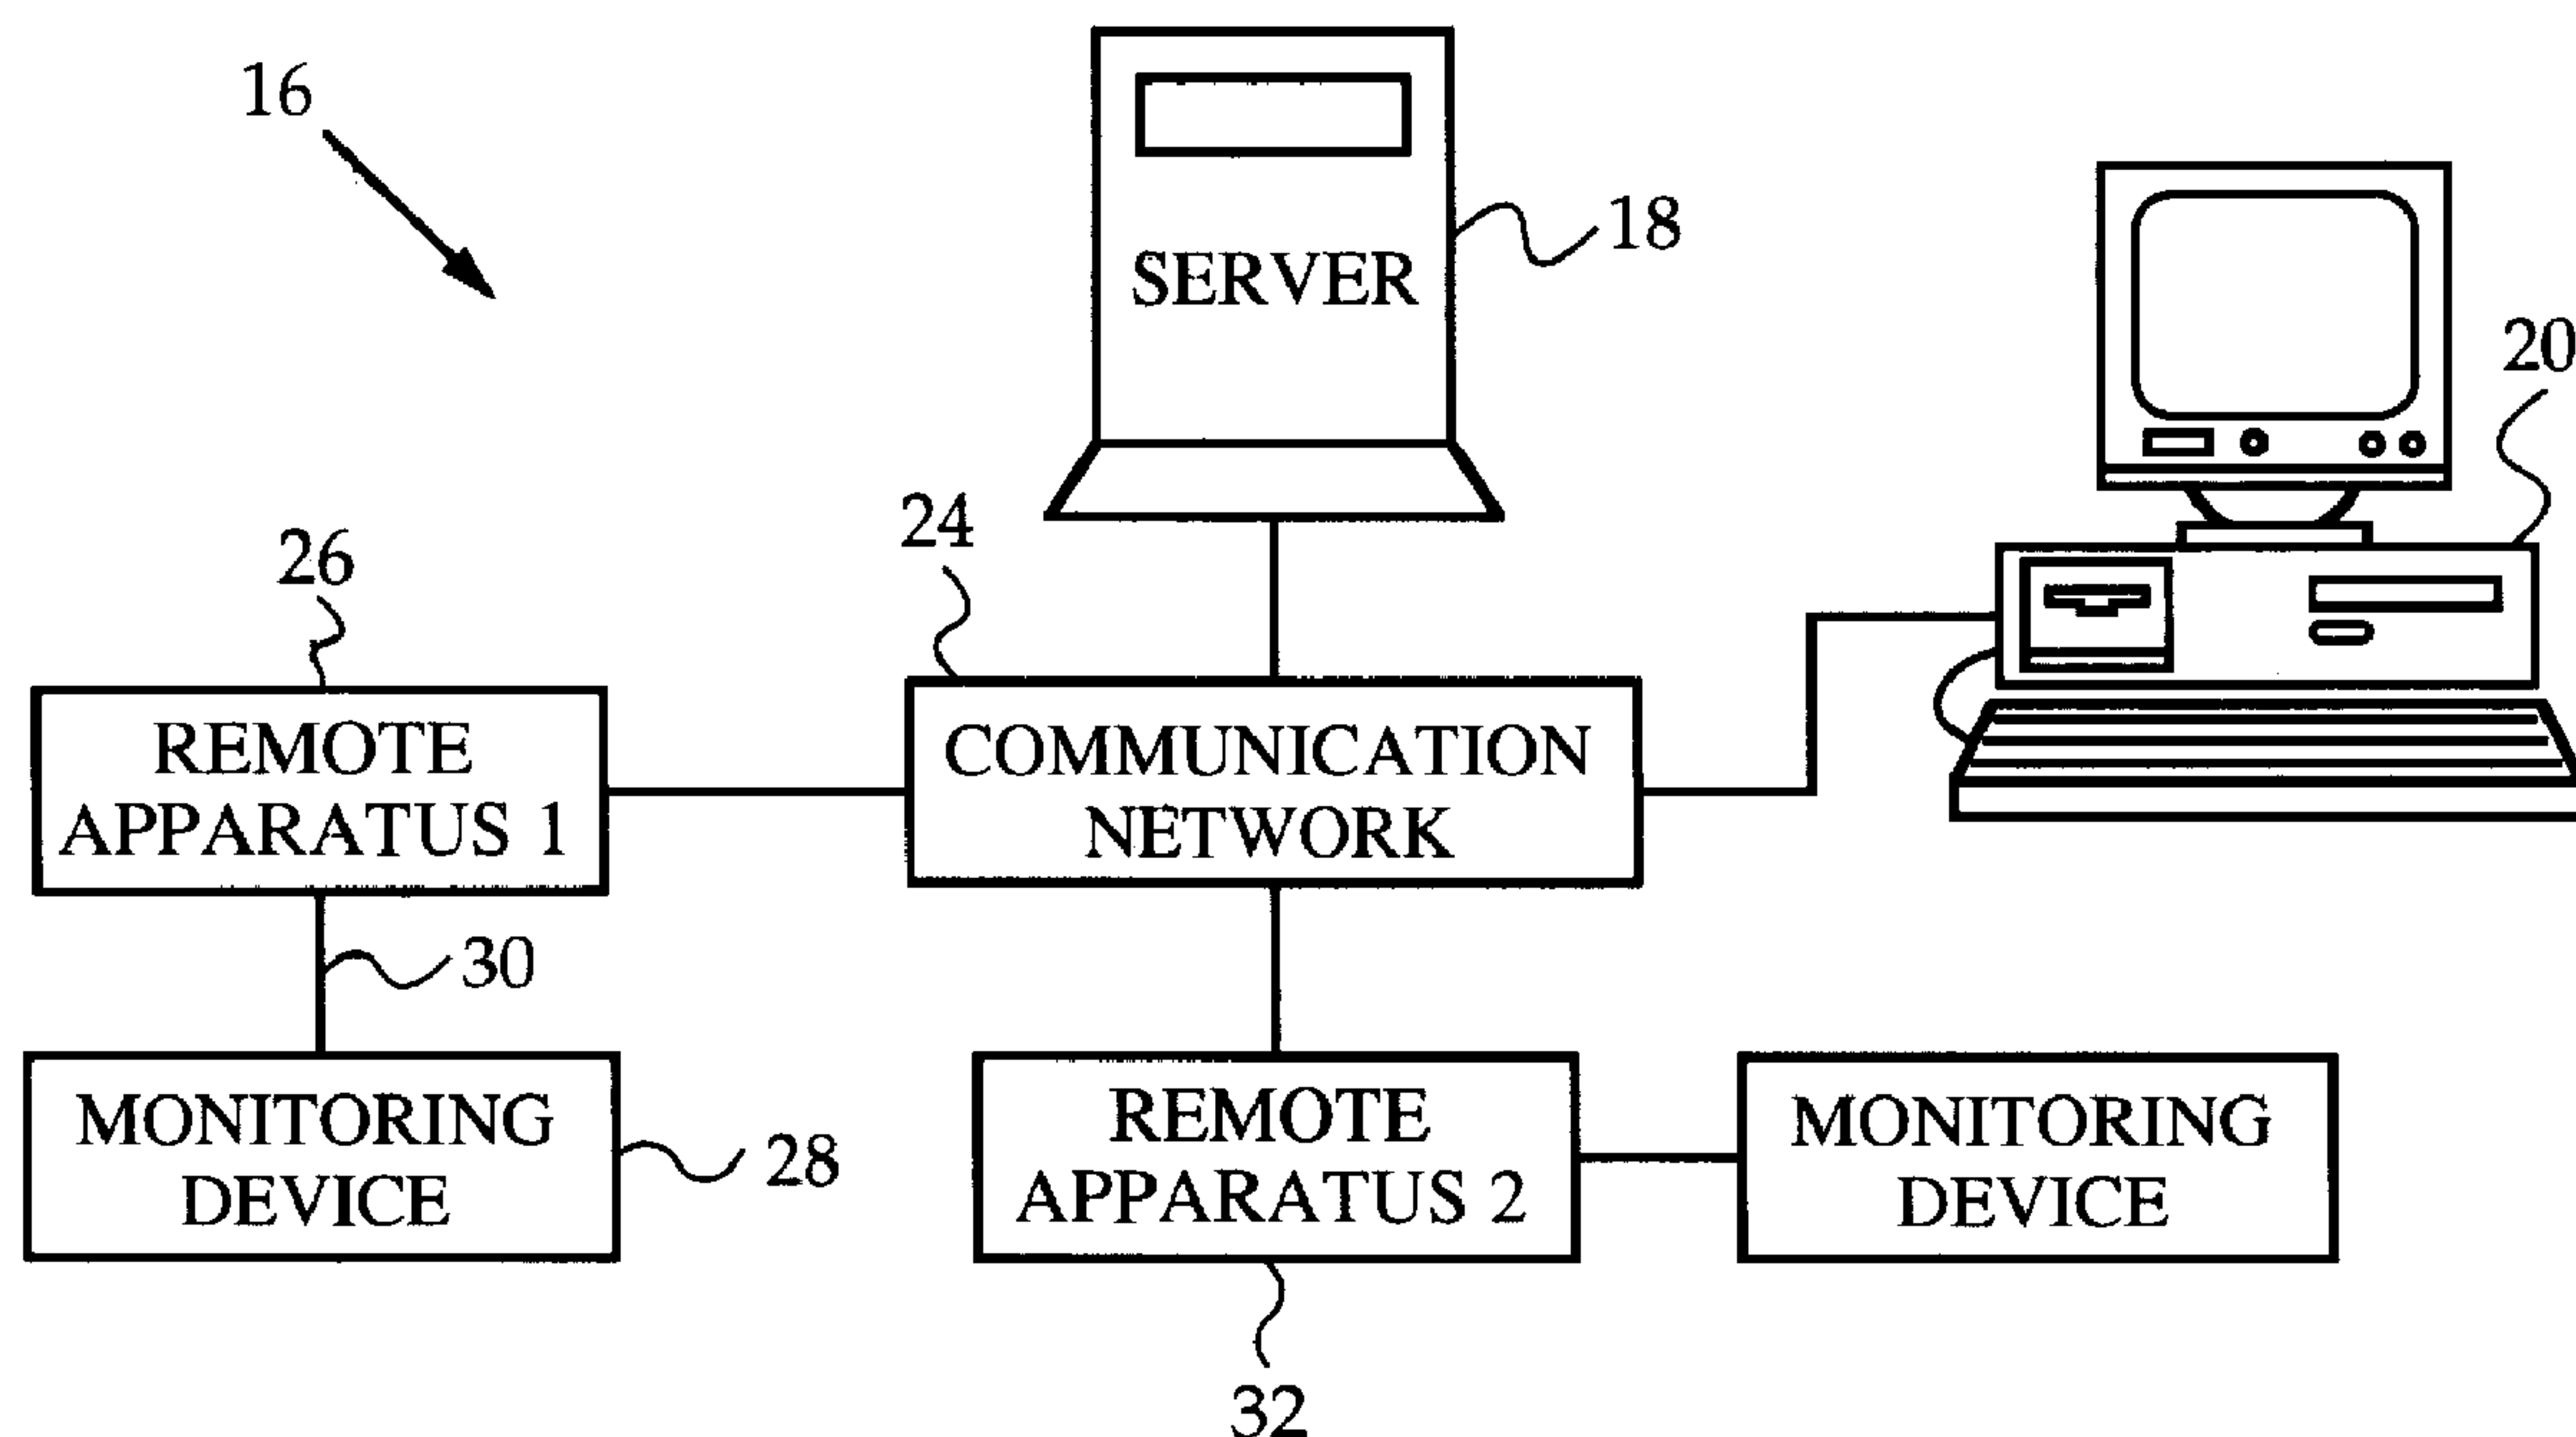 16
SERVER
18
20
24
26
REMOTE
APPARATUS 1
COMMUNICATION
NETWORK
30
MONITORING
DEVICE
28
REMOTE
APPARATUS 2
MONITORING
DEVICE
32